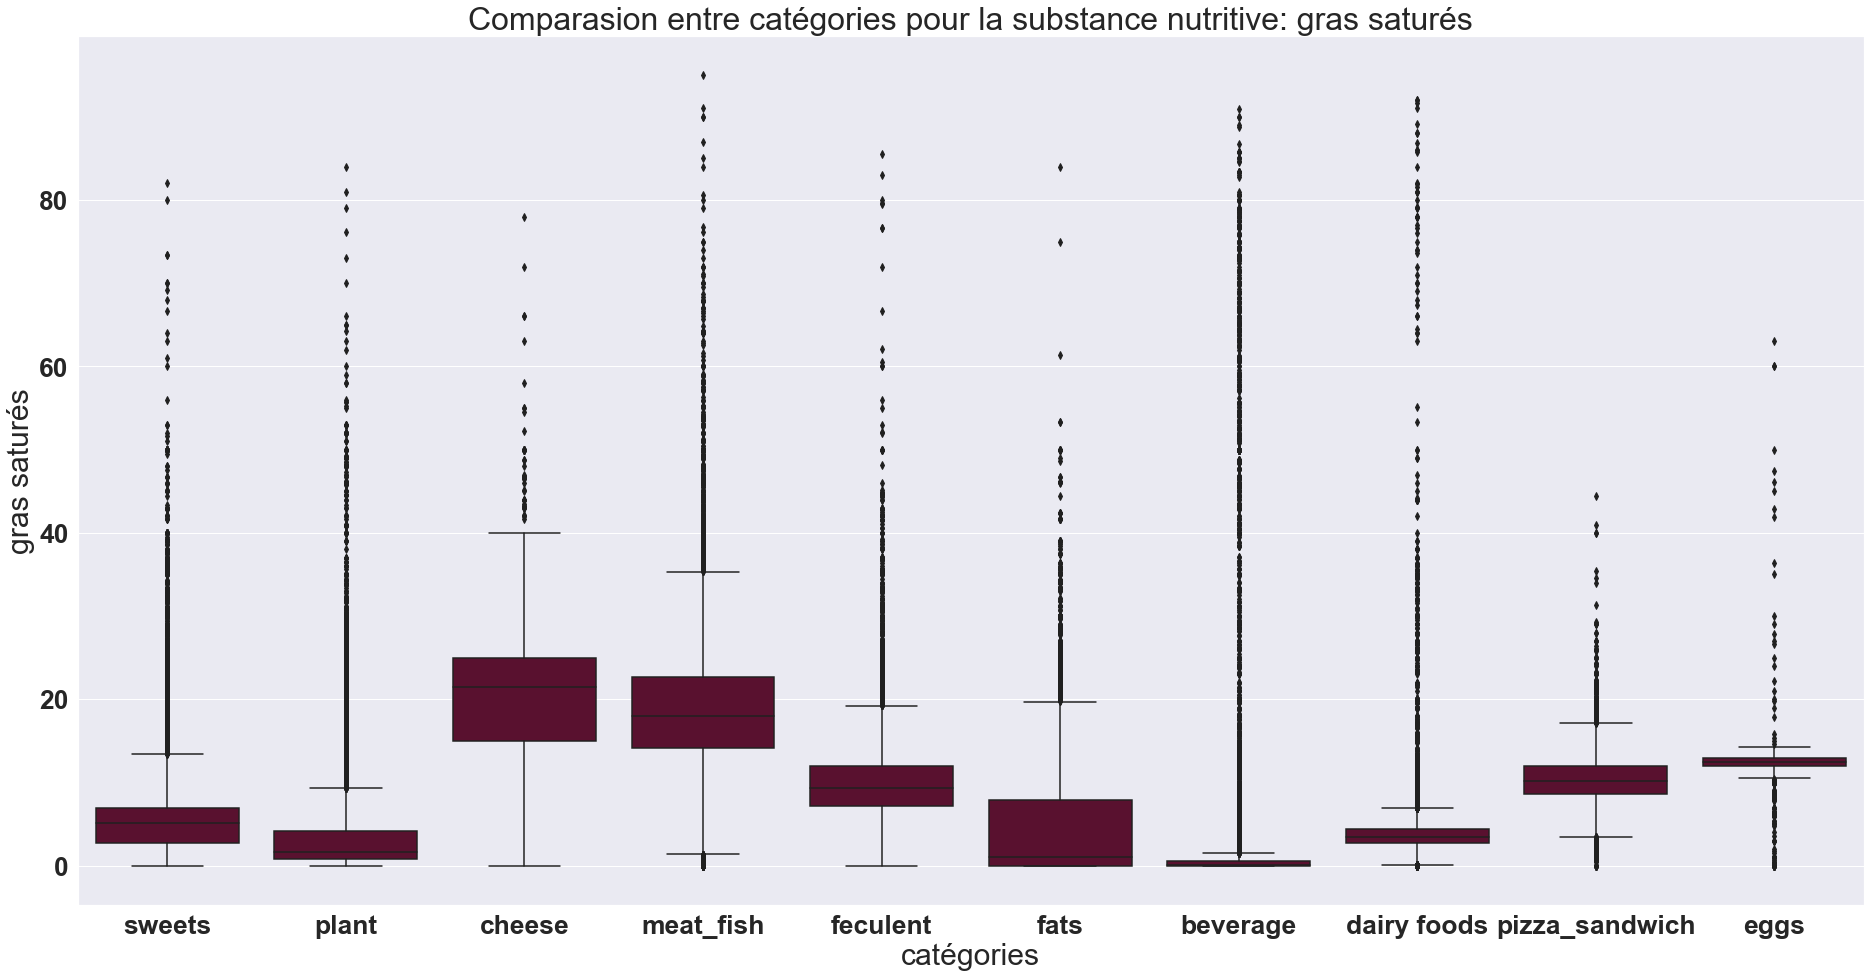 Comparasion entre catégories pour la substance nutritive: gras saturés
gras saturés
80
60
40
20
0
sweets plant cheese meat_fish feculent fats beverage dairy foods pizza_sandwich eggs
catégories